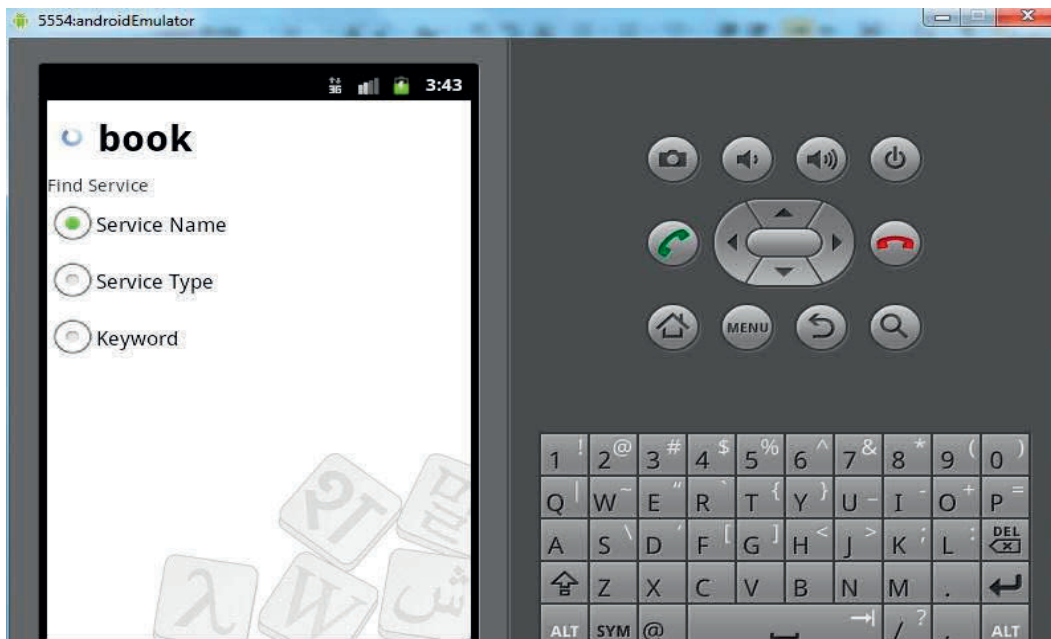 5554:androidEmulator
3G 3:43
book
Find Service
Service Name
Service Type
Keyword
MENU
1 ! 2 @ 3 # 4 $ 5 % 6 ^ 7 & 8 * 9 ( 0 )
Q | W ~ E " R ` T { Y } U _ I - O + P =
A S \ D ' F [ G ] H < J > K ; L : DEL
Z X C V B N M .
ALT SYM @ / ? , ALT
श
λ W ش